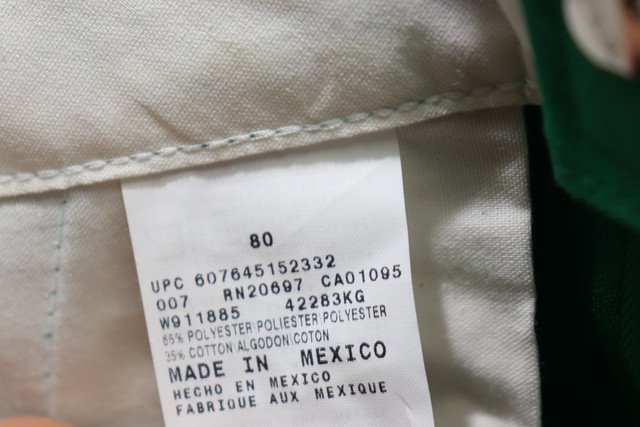 80
UPC 607645152332
007 RN20697 CA01095
W911885 42283KG
65% POLYESTER\POLIESTER\POLYESTER
35% COTTON\ALGODON\COTON
MADE IN MEXICO
HECHO EN MEXICO
FABRIQUE AUX MEXIQUE